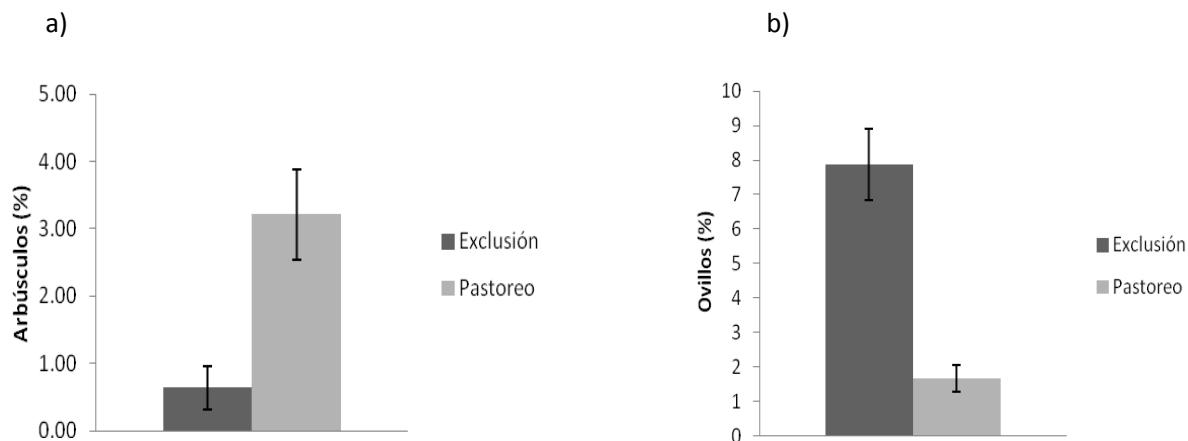 a)
5.00
4.00
3.00
2.00
1.00
0.00
Arbúsculos (%)
Exclusión
Pastoreo
b)
10
9
8
7
6
5
4
3
2
1
0
Ovillos (%)
Exclusión
Pastoreo